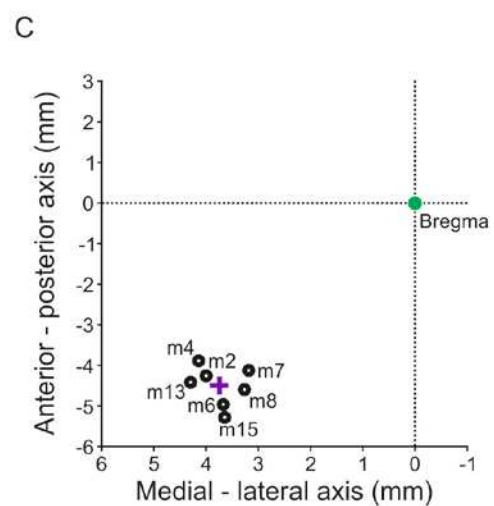 C
3
2
1
0
-1
-2
-3
-4
-5
-6
Anterior - posterior axis (mm)
Bregma
m4
m2
m7
m13
m6
m8
m15
6 5 4 3 2 1 0 -1
Medial - lateral axis (mm)